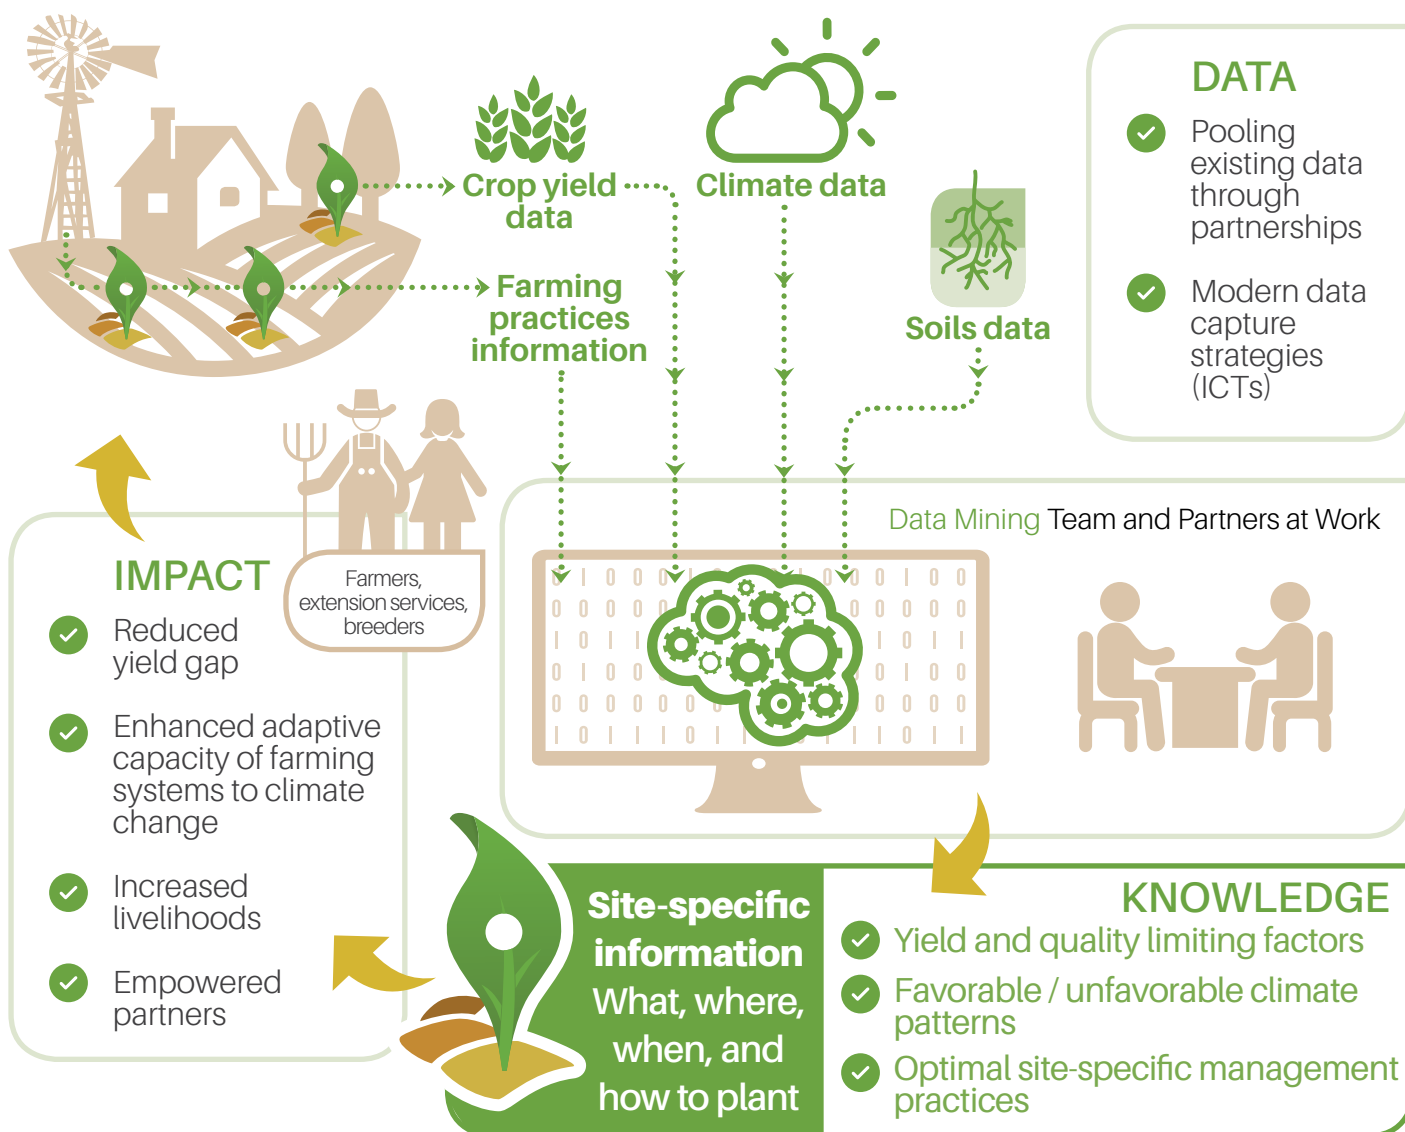 Crop yield
data
Climate data
Soils data
Farming
practices
information
DATA
Pooling
existing data
through
partnerships
Modern data
capture
strategies
(ICTs)
Data Mining Team and Partners at Work
Farmers,
extension services,
breeders
IMPACT
Reduced
yield gap
Enhanced adaptive
capacity of farming
systems to climate
change
Increased
livelihoods
Empowered
partners
Site-specific
information
What, where,
when, and
how to plant
KNOWLEDGE
Yield and quality limiting factors
Favorable / unfavorable climate
patterns
Optimal site-specific management
practices